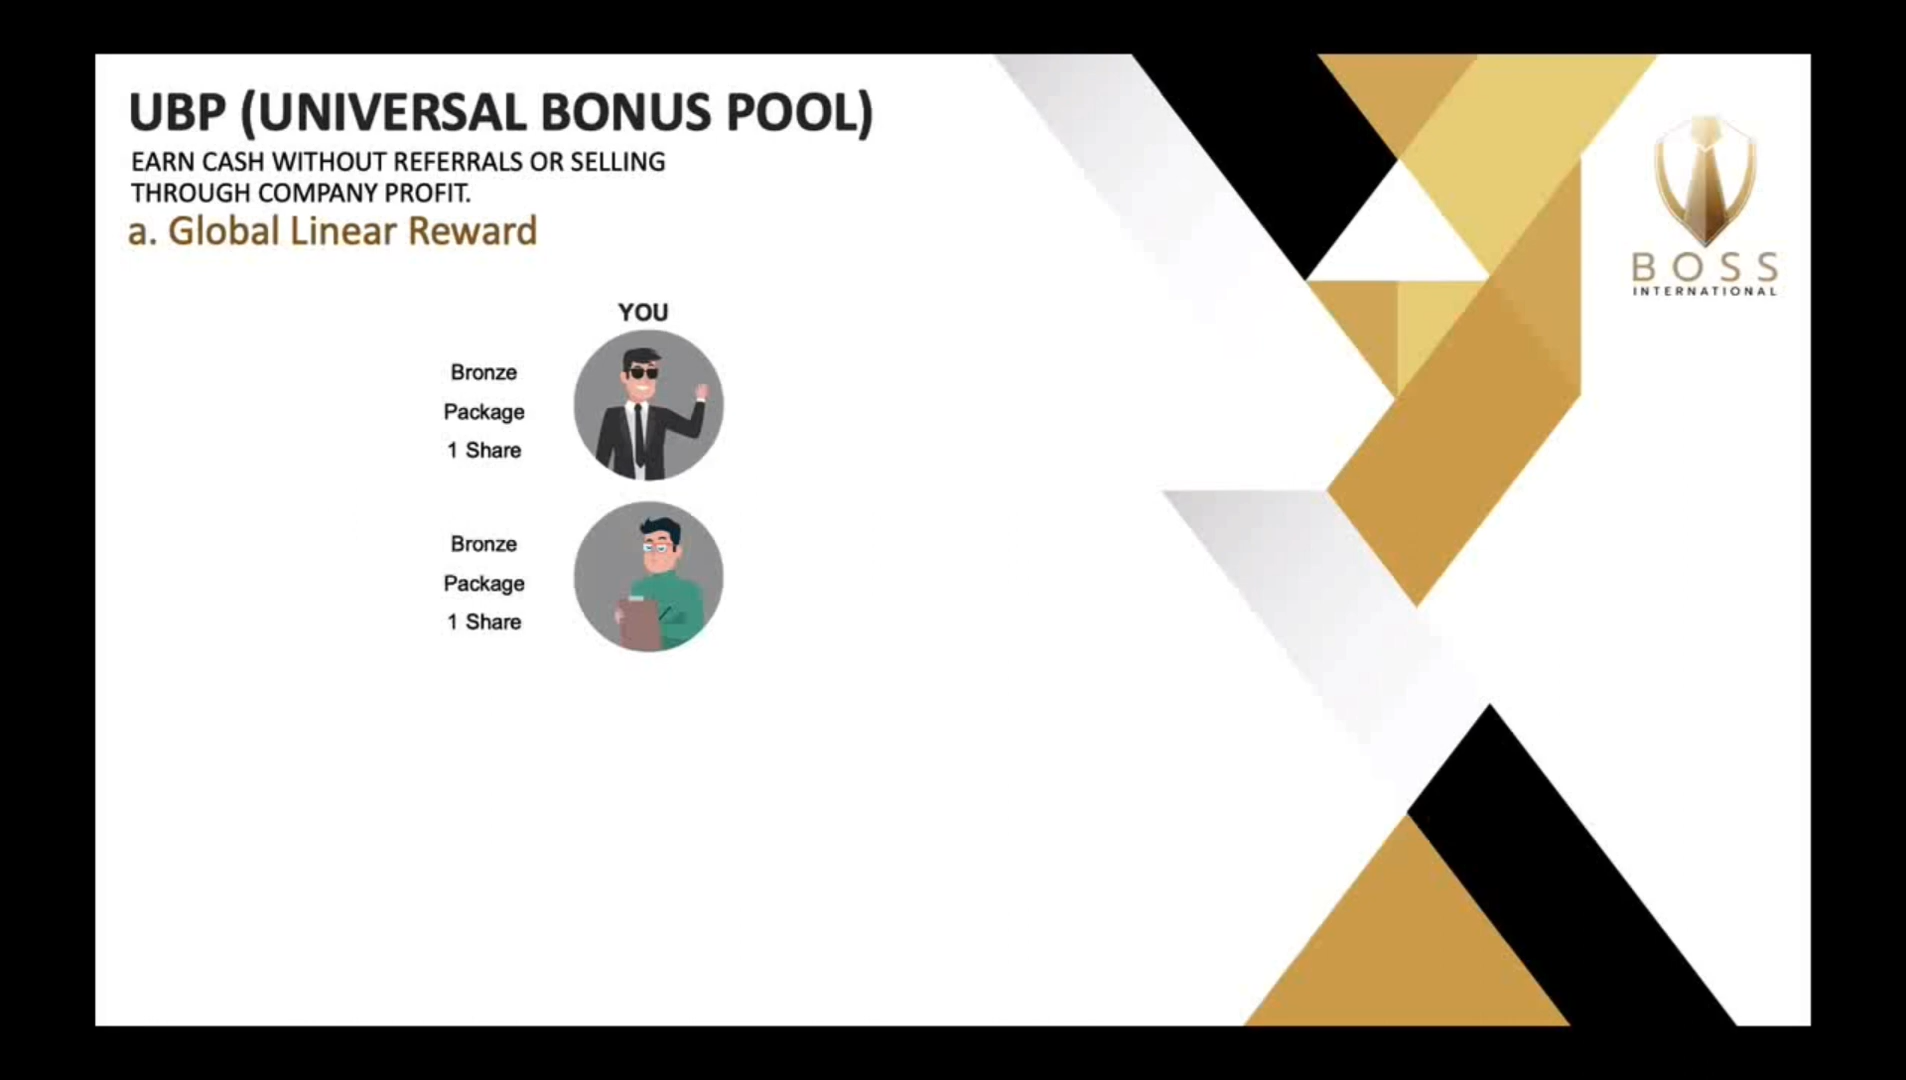 UBP (UNIVERSAL BONUS POOL)
EARN CASH WITHOUT REFERRALS OR SELLING
THROUGH COMPANY PROFIT.
a. Global Linear Reward
BOSS
INTERNATIONAL
YOU
Bronze
Package
1 Share
Bronze
Package
1 Share